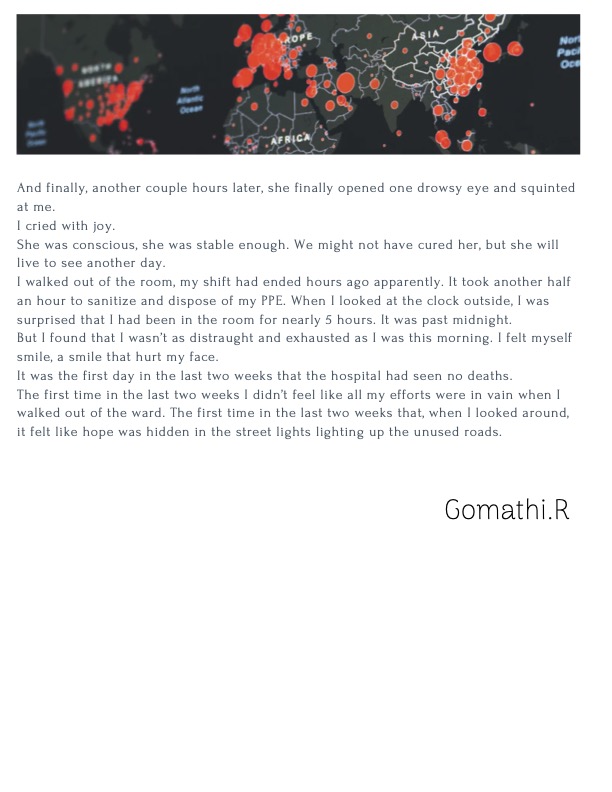 NORTH
AMERICA
North
Pacific
Ocean
North
Atlantic
Ocean
ROPE
AFRICA
ASIA
Nort
Paci
Oce
And finally, another couple hours later, she finally opened one drowsy eye and squinted
at me.
I cried with joy.
She was conscious, she was stable enough. We might not have cured her, but she will
live to see another day.
I walked out of the room, my shift had ended hours ago apparently. It took another half
an hour to sanitize and dispose of my PPE. When I looked at the clock outside, I was
surprised that I had been in the room for nearly 5 hours. It was past midnight.
But I found that I wasn't as distraught and exhausted as I was this morning. I felt myself
smile, a smile that hurt my face.
It was the first day in the last two weeks that the hospital had seen no deaths.
The first time in the last two weeks I didn't feel like all my efforts were in vain when I
walked out of the ward. The first time in the last two weeks that, when I looked around,
it felt like hope was hidden in the street lights lighting up the unused roads.
Gomathi.R